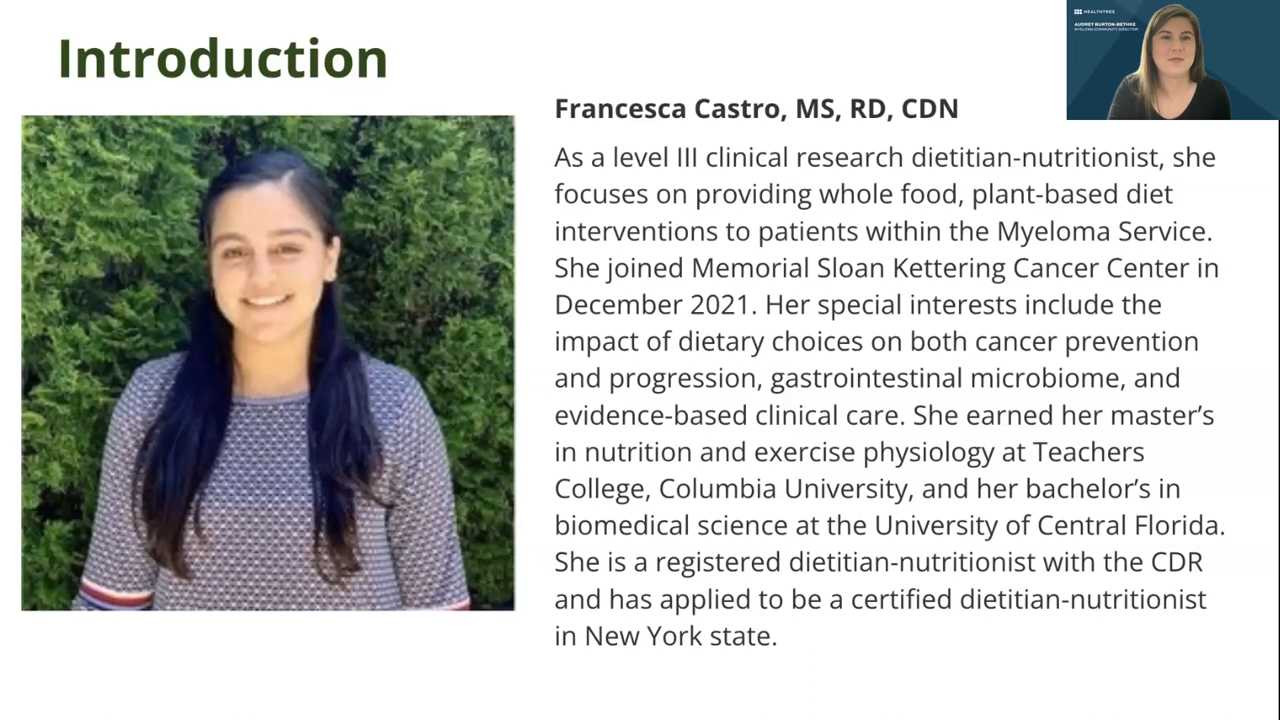 Introduction
HEALTHTREE
AUDREY BURTON-BETHKE
MYELOMA COMMUNITY DIRECTOR
Francesca Castro, MS, RD, CDN
As a level III clinical research dietitian-nutritionist, she
focuses on providing whole food, plant-based diet
interventions to patients within the Myeloma Service.
She joined Memorial Sloan Kettering Cancer Center in
December 2021. Her special interests include the
impact of dietary choices on both cancer prevention
and progression, gastrointestinal microbiome, and
evidence-based clinical care. She earned her master’s
in nutrition and exercise physiology at Teachers
College, Columbia University, and her bachelor’s in
biomedical science at the University of Central Florida.
She is a registered dietitian-nutritionist with the CDR
and has applied to be a certified dietitian-nutritionist
in New York state.